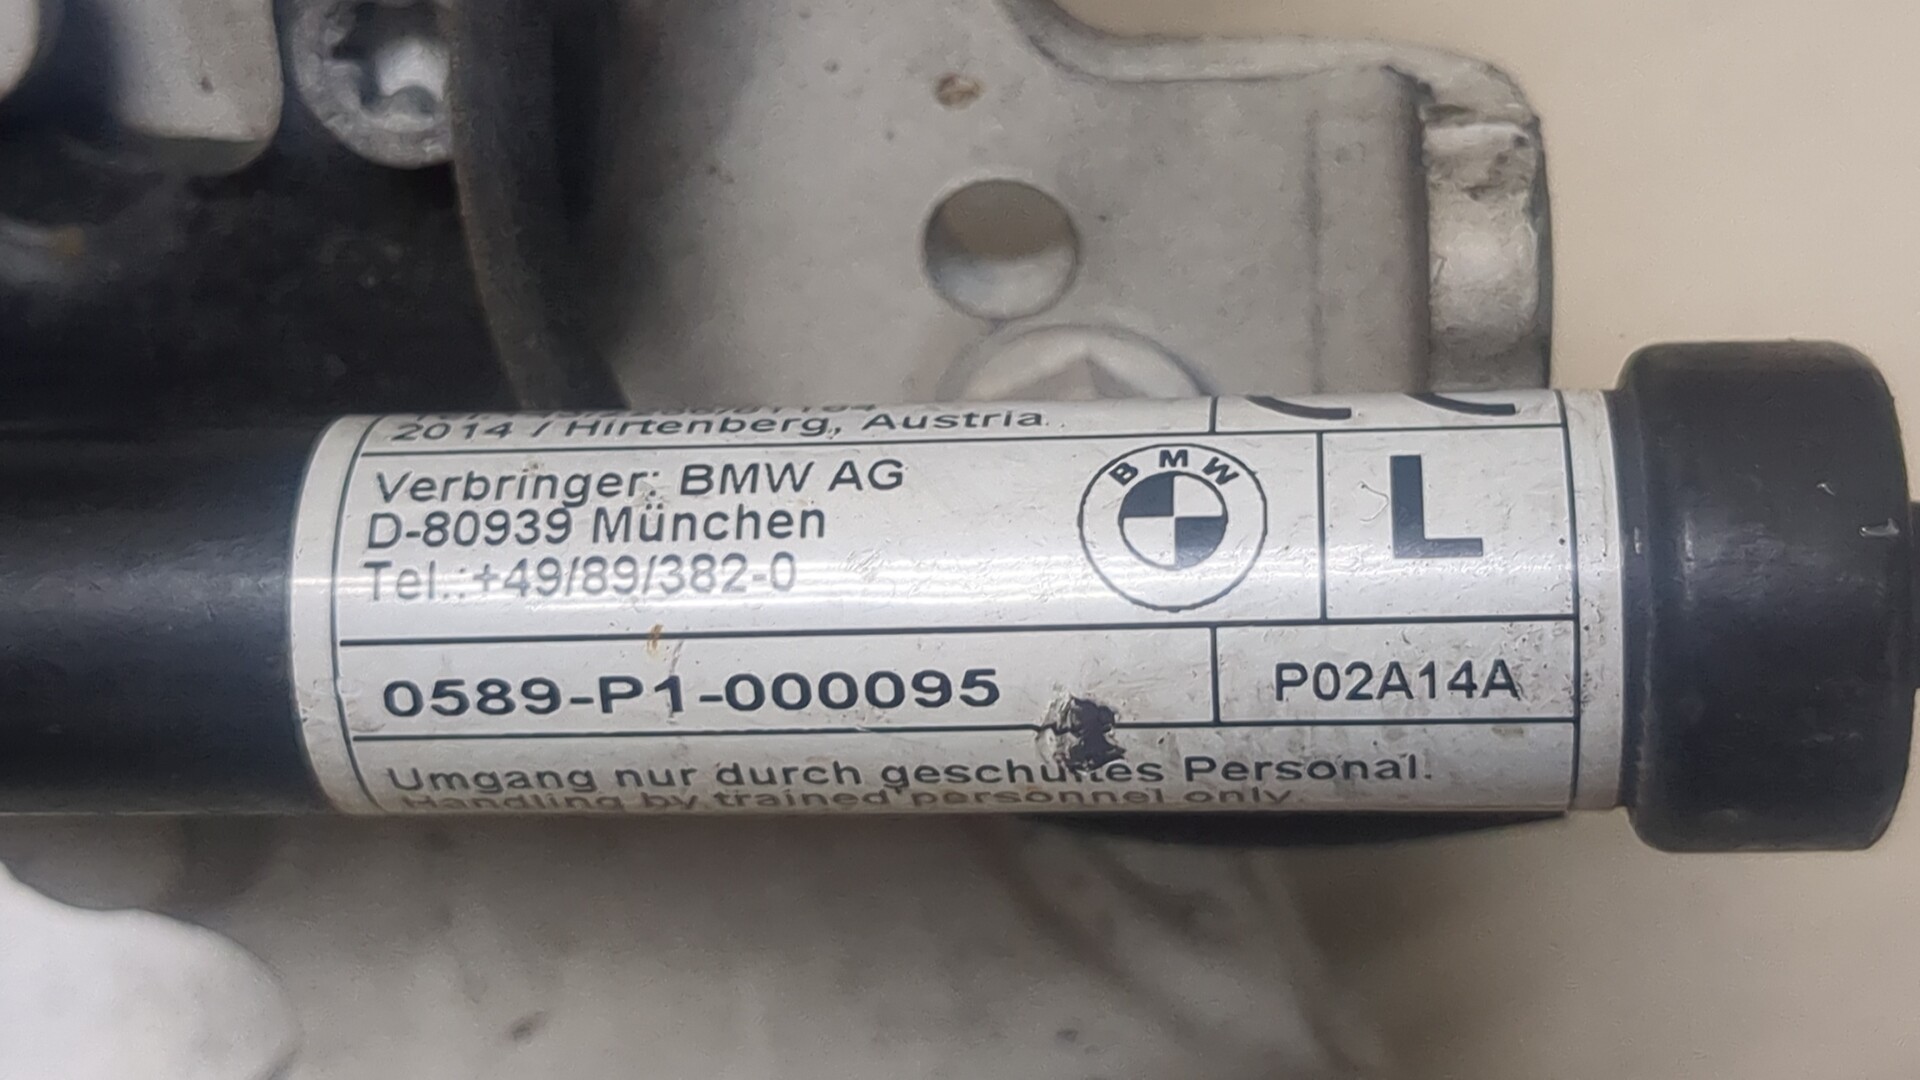 2014 / Hirtenberg, Austria
Verbringer: BMW AG
D-80939 München
Tel.:+49/89/382-0
BMW
L
0589-P1-000095
P02A14A
Umgang nur durch geschultes Personal.
Handling by trained personnel only